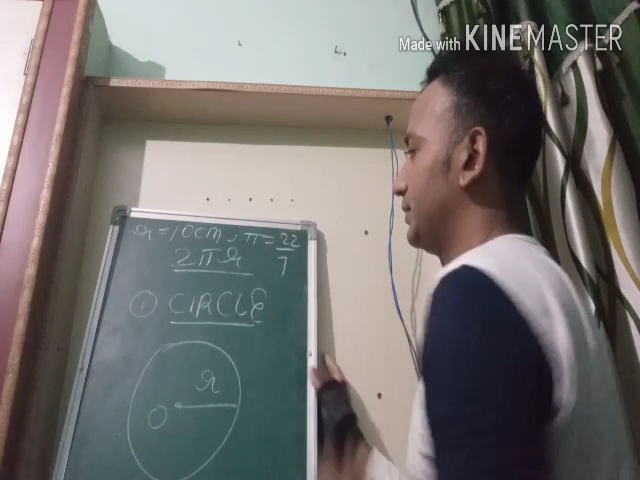 Made with KINEMASTER
r = 10cm, π = 22/7
2πr
① CIRCLE
r
O